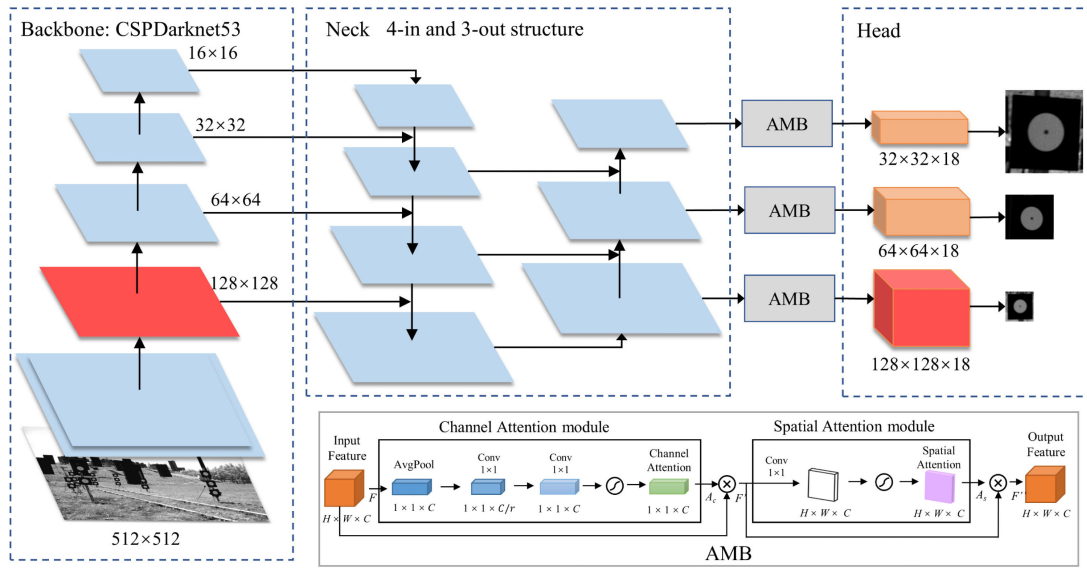 Backbone: CSPDarknet53
16×16
32×32
64×64
128×128
512×512
Neck 4-in and 3-out structure
AMB
AMB
AMB
Head
32×32×18
64×64×18
128×128×18
Input
Feature
H × W × C
F
Channel Attention module
AvgPool
1 × 1 × C
Conv
1×1
1 × 1 × C/r
Conv
1×1
1 × 1 × C
Channel
Attention
1 × 1 × C
A_c
F'
Spatial Attention module
Conv
1×1
H × W × C
Spatial
Attention
H × W × C
A_s
F''
Output
Feature
H × W × C
AMB